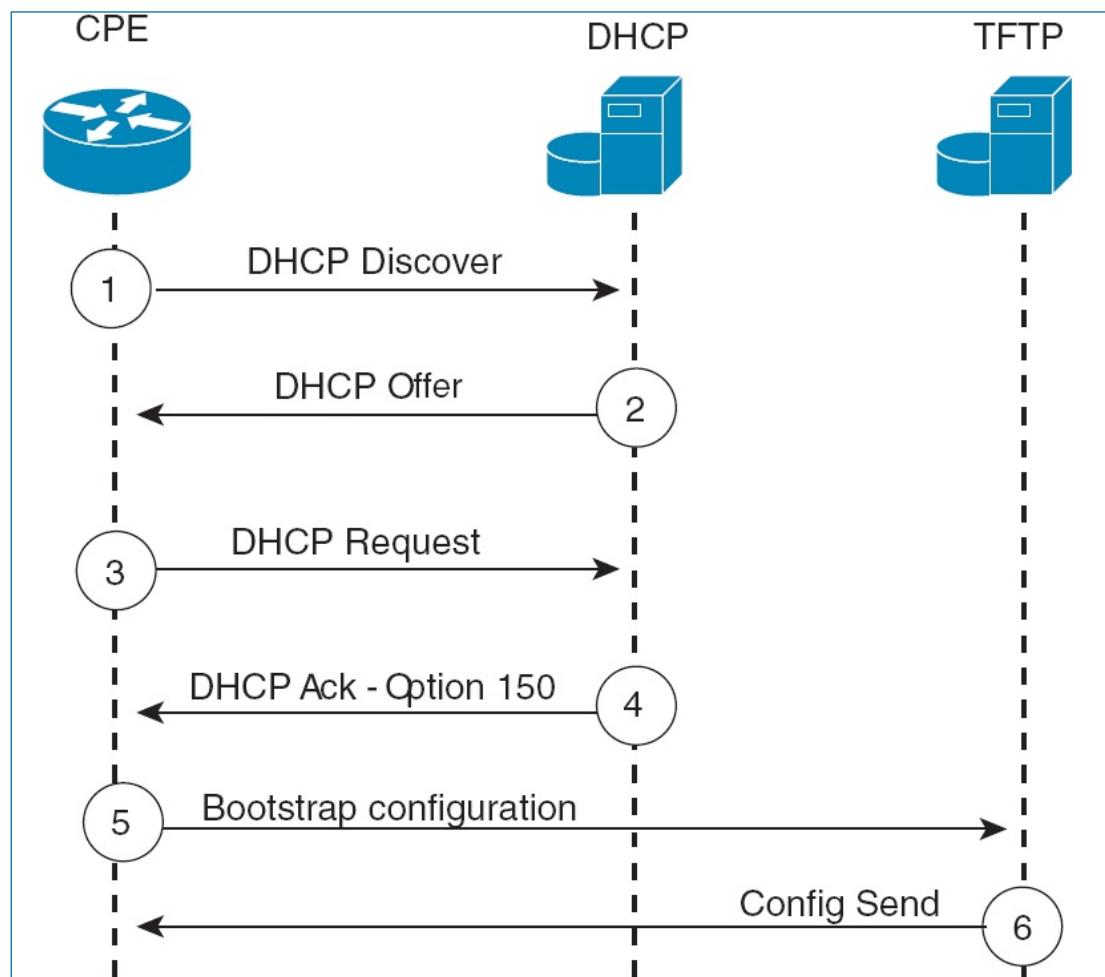 CPE
DHCP
TFTP
DHCP Discover
1
DHCP Offer
2
DHCP Request
3
DHCP Ack - Option 150
4
5
Bootstrap configuration
Config Send
6